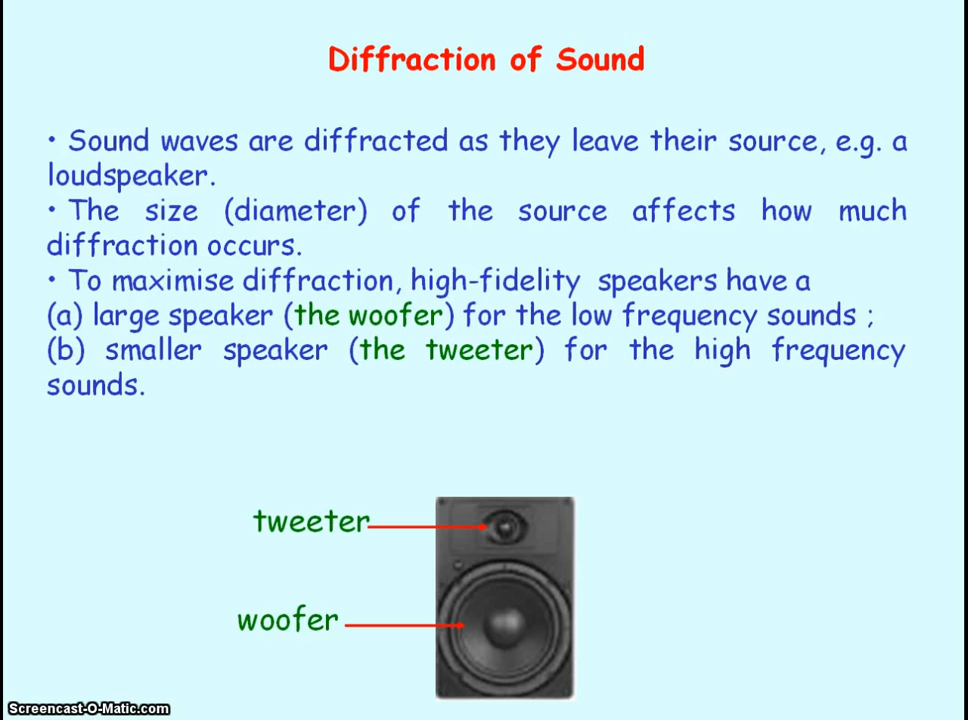 Diffraction of Sound
• Sound waves are diffracted as they leave their source, e.g. a
loudspeaker.
• The size (diameter) of the source affects how much
diffraction occurs.
• To maximise diffraction, high-fidelity speakers have a
(a) large speaker (the woofer) for the low frequency sounds ;
(b) smaller speaker (the tweeter) for the high frequency
sounds.
tweeter
woofer
Screencast-O-Matic.com